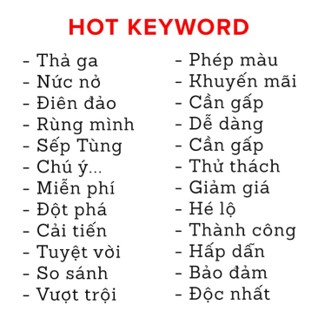 HOT KEYWORD
- Thả ga
- Nức nở
- Điên đảo
- Rùng mình
- Sếp Tùng
- Chú ý...
- Miễn phí
- Đột phá
- Cải tiến
- Tuyệt vời
- So sánh
- Vượt trội
- Phép màu
- Khuyến mãi
- Cần gấp
- Dễ dàng
- Cần gấp
- Thử thách
- Giảm giá
- Hé lộ
- Thành công
- Hấp dẫn
- Bảo đảm
- Độc nhất